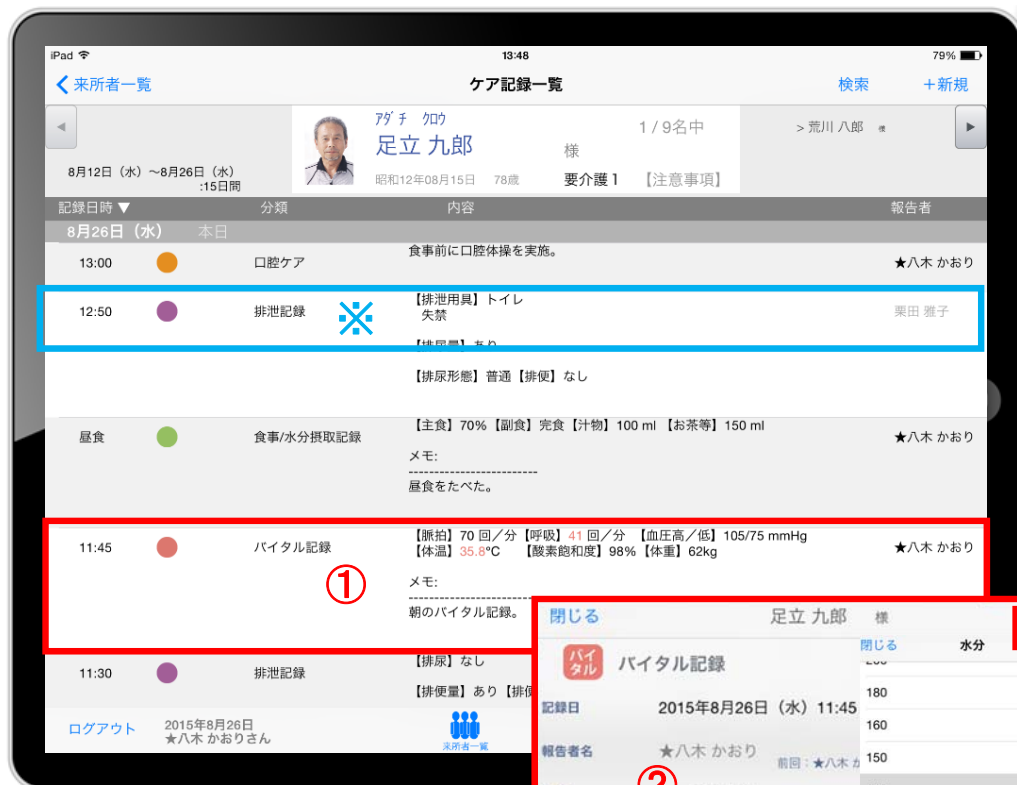 iPad 13:48 79%
来所者一覧 ケア記録一覧 検索 +新規
アダチ クロウ
足立 九郎 様
1 / 9名中
> 荒川 八郎 様
8月12日(水)~8月26日(水)
:15日間
昭和12年08月15日 78歳 要介護1 【注意事項】
記録日時▼ 分類 内容 報告者
8月26日(水) 本日
13:00 口腔ケア 食事前に口腔体操を実施。 ★八木 かおり
12:50 排泄記録 ※ 【排泄用具】トイレ 栗田 雅子
失禁
【排尿量】あり
【排尿形態】普通【排便】なし
昼食 食事/水分摂取記録 【主食】70%【副食】完食【汁物】100 ml【お茶等】150 ml ★八木 かおり
メモ:
--------------------------
昼食をたべた。
11:45 バイタル記録 【脈拍】70 回/分【呼吸】41 回/分 【血圧高/低】105/75 mmHg ★八木 かおり
【体温】35.8℃ 【酸素飽和度】98%【体重】62kg
①
メモ:
朝のバイタル記録。
11:30 排泄記録 【排尿】なし
【排便量】あり【排便
ログアウト 2015年8月26日
★八木 かおりさん
来所者一覧
閉じる 足立 九郎 様
バイタル バイタル記録
記録日 2015年8月26日(水)11:45
報告者名 ★八木 かおり
前回:★八木 か
②
閉じる 水分
180
160
150